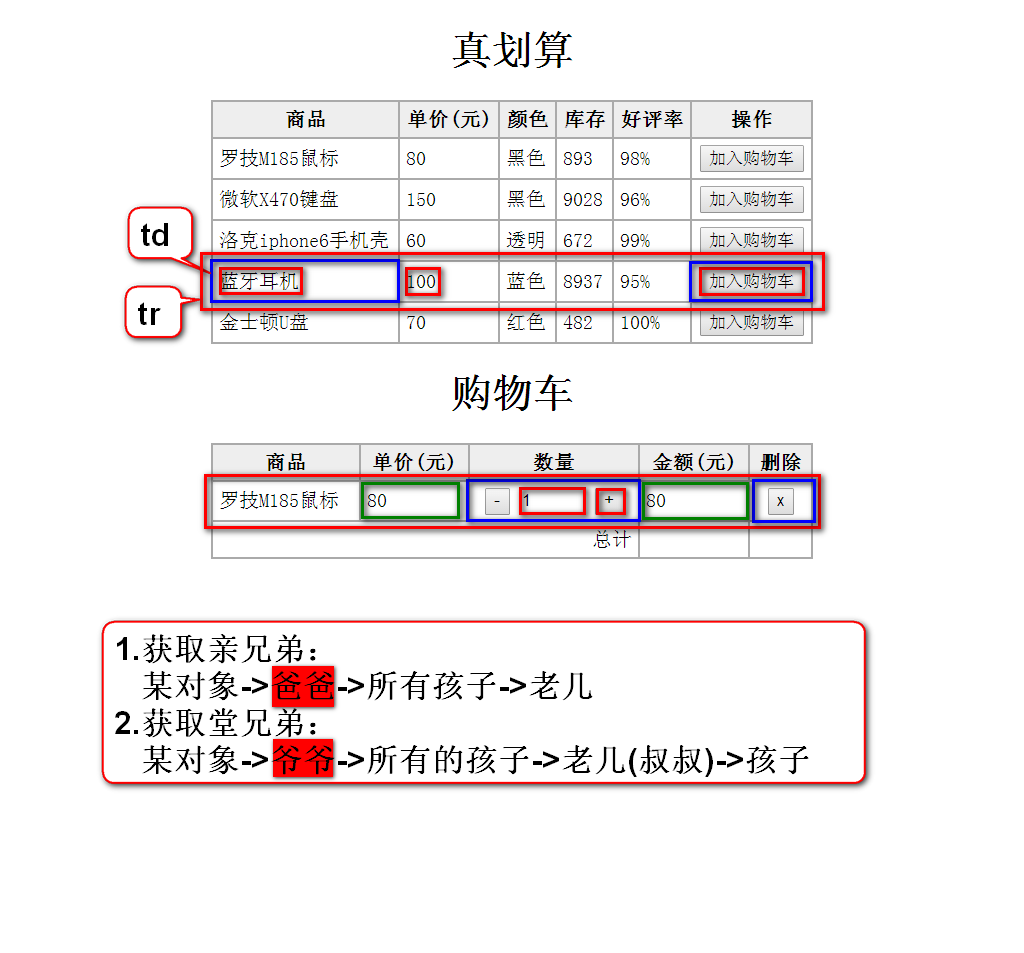 真划算
商品 单价(元) 颜色 库存 好评率 操作
罗技M185鼠标 80 黑色 893 98% 加入购物车
微软X470键盘 150 黑色 9028 96% 加入购物车
洛克iphone6手机壳 60 透明 672 99% 加入购物车
td
蓝牙耳机 100 蓝色 8937 95% 加入购物车
tr
金士顿U盘 70 红色 482 100% 加入购物车
购物车
商品 单价(元) 数量 金额(元) 删除
罗技M185鼠标 80 - 1 + 80 x
总计
1.获取亲兄弟：
某对象->爸爸->所有孩子->老几
2.获取堂兄弟：
某对象->爷爷->所有的孩子->老几(叔叔)->孩子